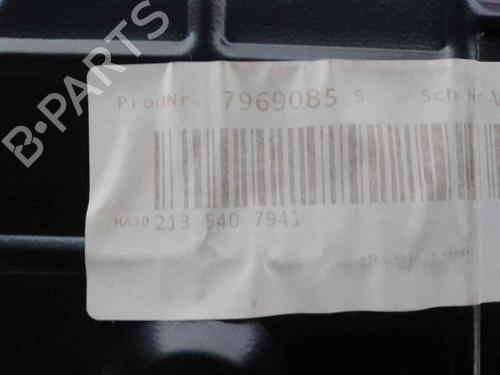 B-PARTS
ProdNr. 7969085 5 Sch.Nr.V
HA30 213 540 7941